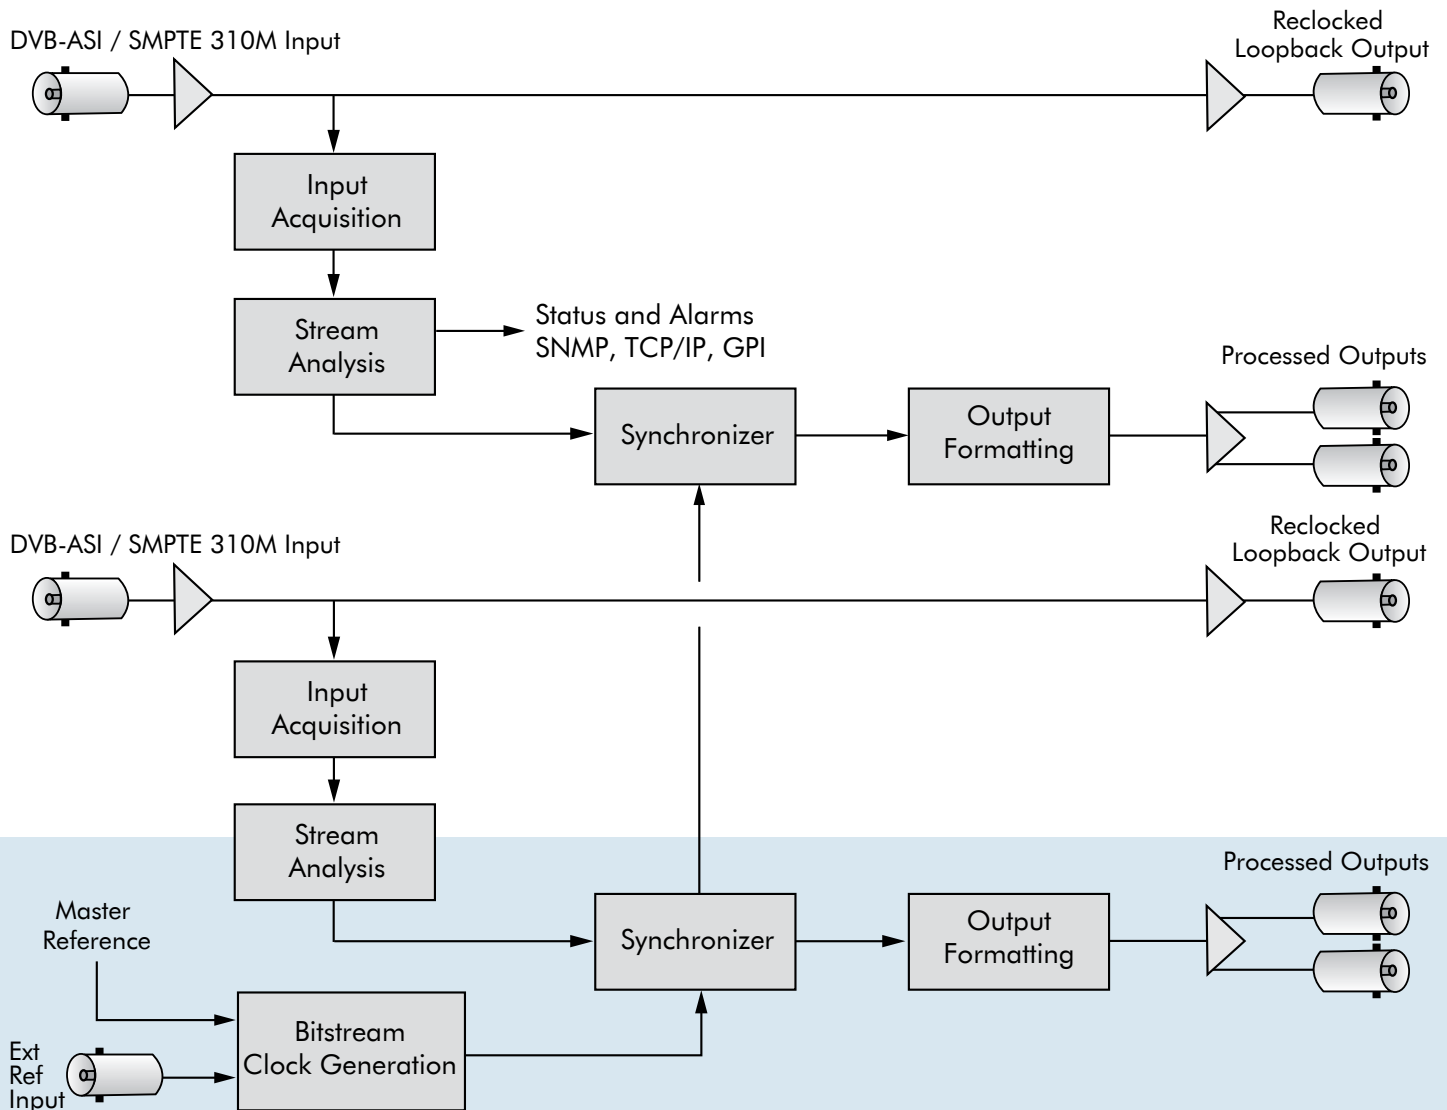 DVB-ASI / SMPTE 310M Input
Reclocked
Loopback Output
Input
Acquisition
Stream
Analysis
Status and Alarms
SNMP, TCP/IP, GPI
Synchronizer
Output
Formatting
Processed Outputs
DVB-ASI / SMPTE 310M Input
Reclocked
Loopback Output
Input
Acquisition
Stream
Analysis
Master
Reference
Synchronizer
Output
Formatting
Processed Outputs
Bitstream
Clock Generation
Ext
Ref
Input